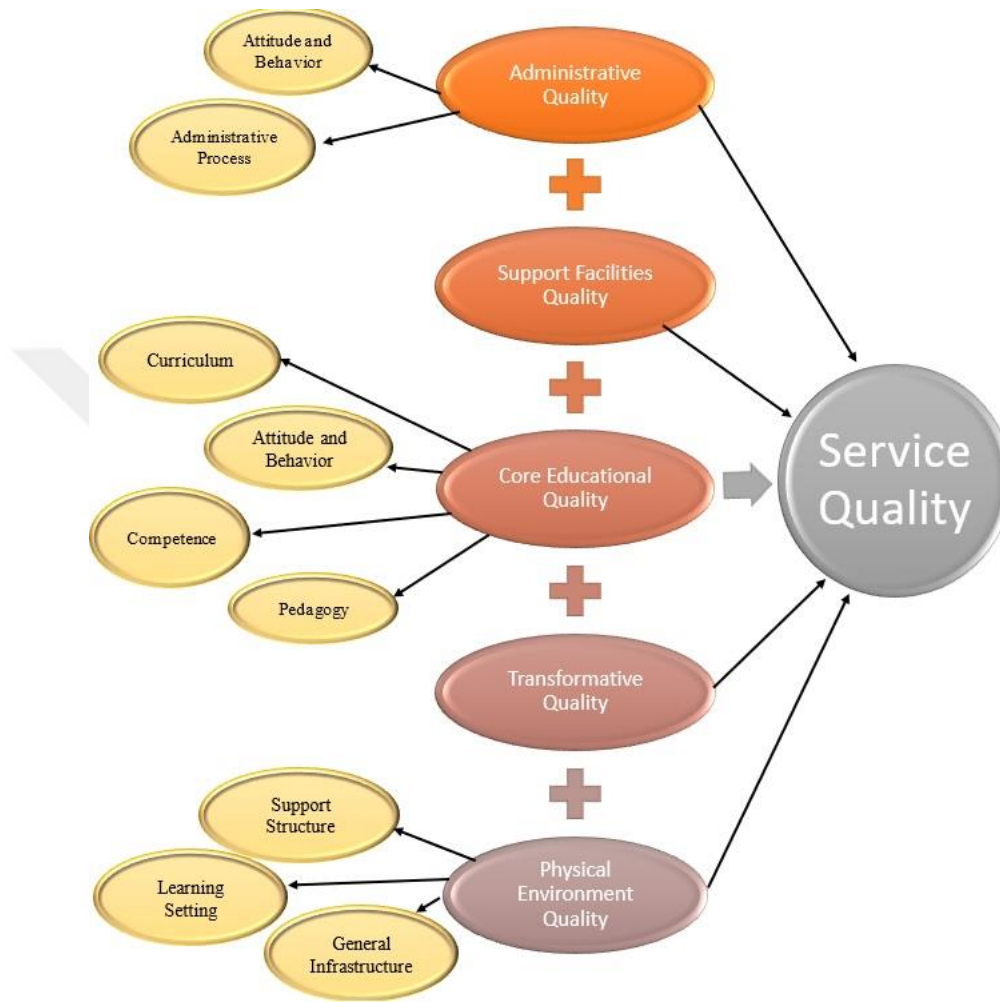 Attitude and
Behavior
Administrative
Process
Administrative
Quality
Support Facilities
Quality
Curriculum
Attitude and
Behavior
Competence
Pedagogy
Core Educational
Quality
Service
Quality
Transformative
Quality
Support
Structure
Learning
Setting
General
Infrastructure
Physical
Environment
Quality